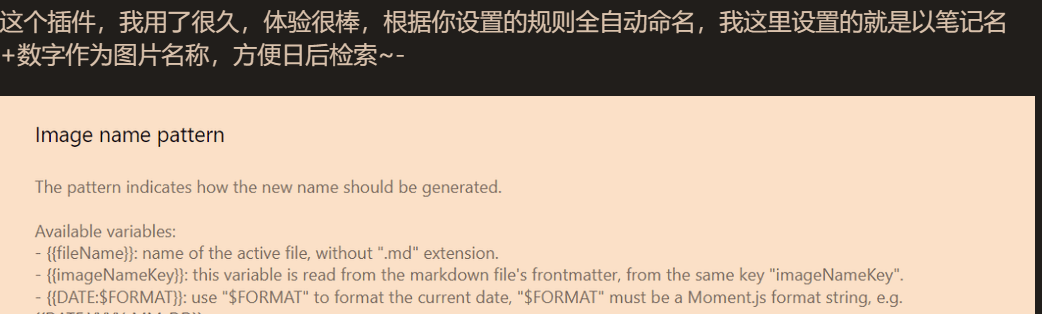 这个插件，我用了很久，体验很棒，根据你设置的规则全自动命名，我这里设置的就是以笔记名
+数字作为图片名称，方便日后检索~-
Image name pattern
The pattern indicates how the new name should be generated.
Available variables:
- {{fileName}}: name of the active file, without ".md" extension.
- {{imageNameKey}}: this variable is read from the markdown file's frontmatter, from the same key "imageNameKey".
- {{DATE:$FORMAT}}: use "$FORMAT" to format the current date, "$FORMAT" must be a Moment.js format string, e.g.